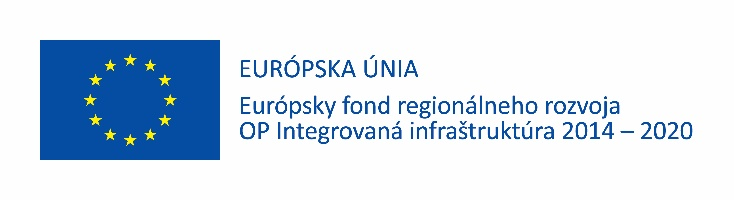 EURÓPSKA ÚNIA
Európsky fond regionálneho rozvoja
OP Integrovaná infraštruktúra 2014 – 2020